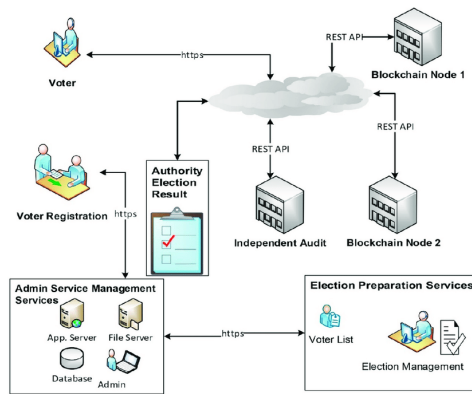 https
REST API
Voter
Blockchain Node 1
REST API
REST API
Authority
Election
Result
Voter Registration
https
Independent Audit
Blockchain Node 2
Admin Service Management
Services
App. Server
File Server
Database
Admin
https
Election Preparation Services
Voter List
Election Management